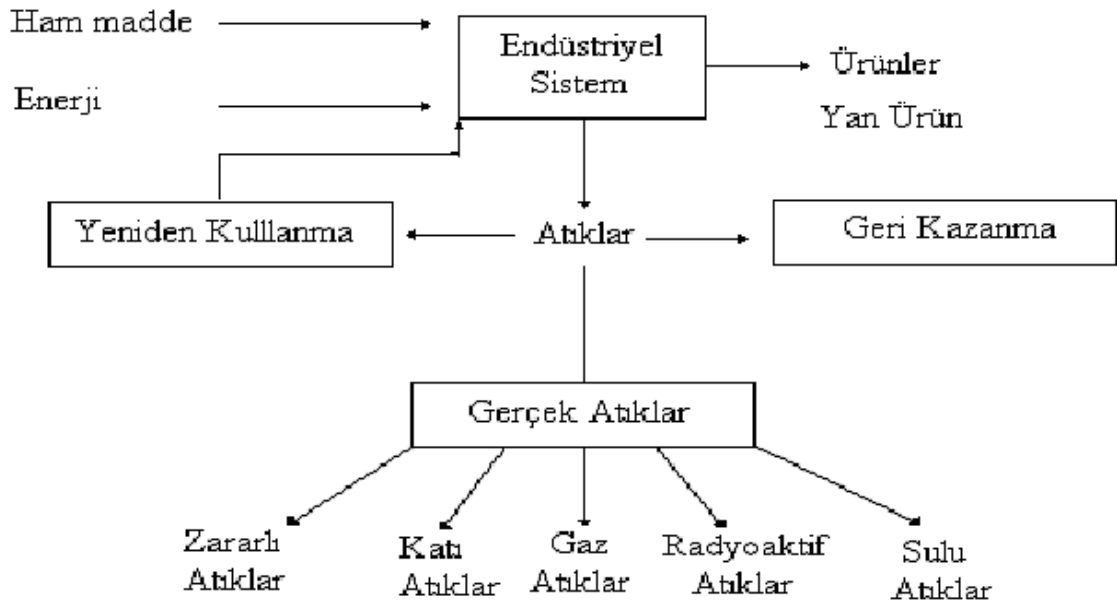 Ham madde
Endüstriyel
Sistem
Ürünler
Enerji
Yan Ürün
Yeniden Kulllanma
Atıklar
Geri Kazanma
Gerçek Atıklar
Zararlı
Atıklar
Katı
Atıklar
Gaz
Atıklar
Radyoaktif
Atıklar
Sulu
Atıklar